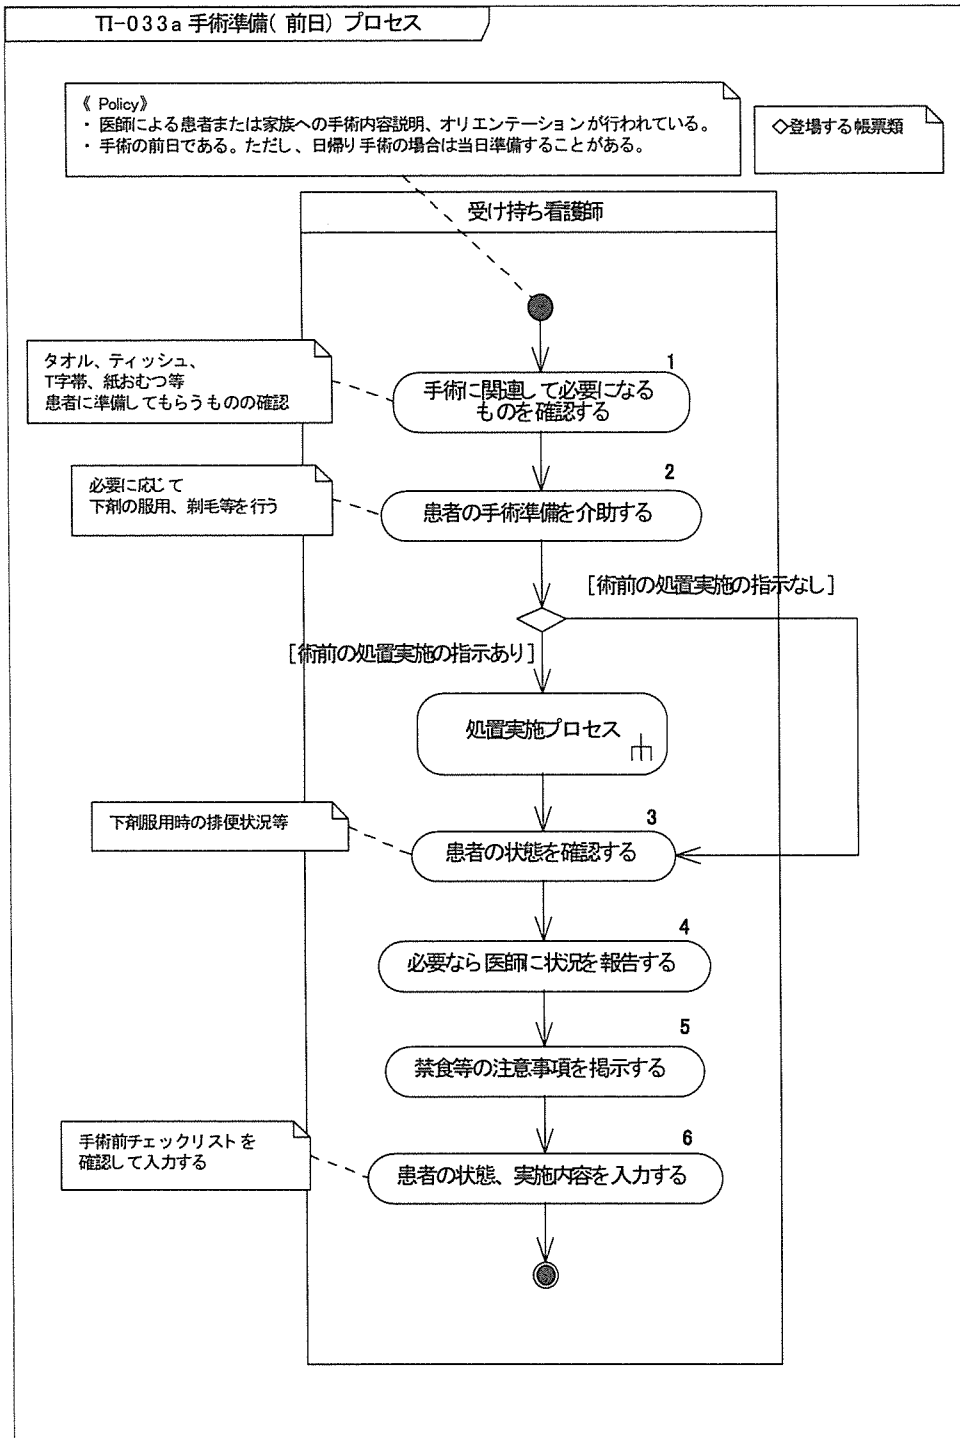 TI-033a 手術準備(前日)プロセス
《Policy》
・医師による患者または家族への手術内容説明、オリエンテーションが行われている。
・手術の前日である。ただし、日帰り手術の場合は当日準備することがある。
◇登場する帳票類
受け持ち看護師
タオル、ティッシュ、
T字帯、紙おむつ等
患者に準備してもらうものの確認
1
手術に関連して必要になる
ものを確認する
必要に応じて
下剤の服用、剃毛等を行う
2
患者の手術準備を介助する
[術前の処置実施の指示なし]
[術前の処置実施の指示あり]
処置実施プロセス
下剤服用時の排便状況等
3
患者の状態を確認する
4
必要なら医師に状況を報告する
5
禁食等の注意事項を掲示する
手術前チェックリストを
確認して入力する
6
患者の状態、実施内容を入力する